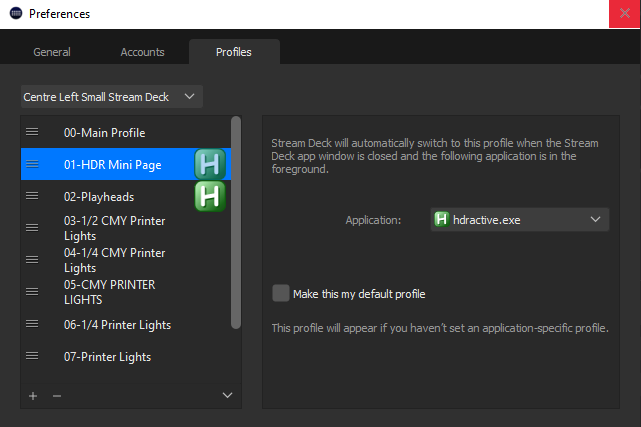 Preferences
General
Accounts
Profiles
Centre Left Small Stream Deck
00-Main Profile
01-HDR Mini Page
H
02-Playheads
H
03-1/2 CMY Printer
Lights
04-1/4 CMY Printer
Lights
05-CMY PRINTER
LIGHTS
06-1/4 Printer Lights
07-Printer Lights
Stream Deck will automatically switch to this profile when the Stream
Deck app window is closed and the following application is in the
foreground.
Application:
H hdractive.exe
Make this my default profile
This profile will appear if you haven't set an application-specific profile.